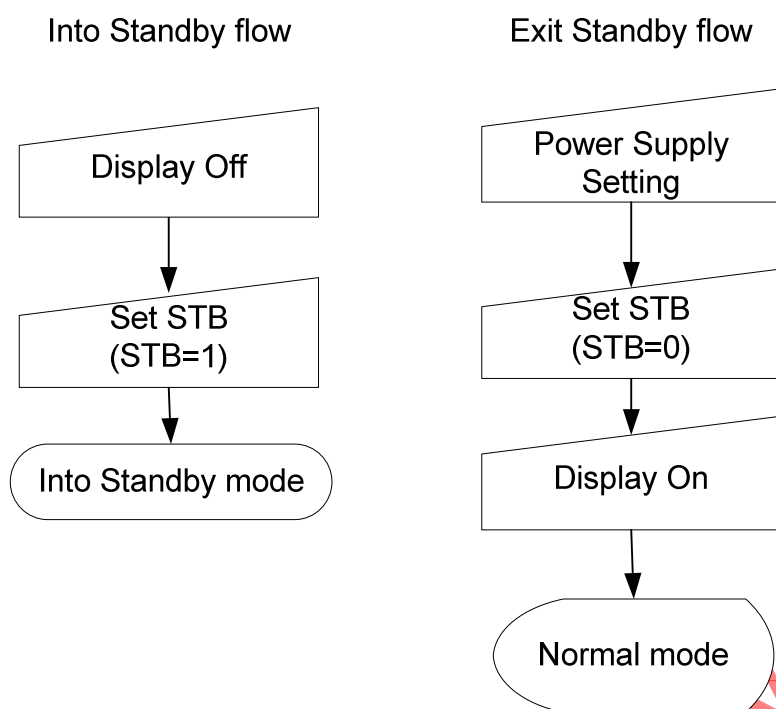 Into Standby flow
Display Off
Set STB
(STB=1)
Into Standby mode
Exit Standby flow
Power Supply
Setting
Set STB
(STB=0)
Display On
Normal mode